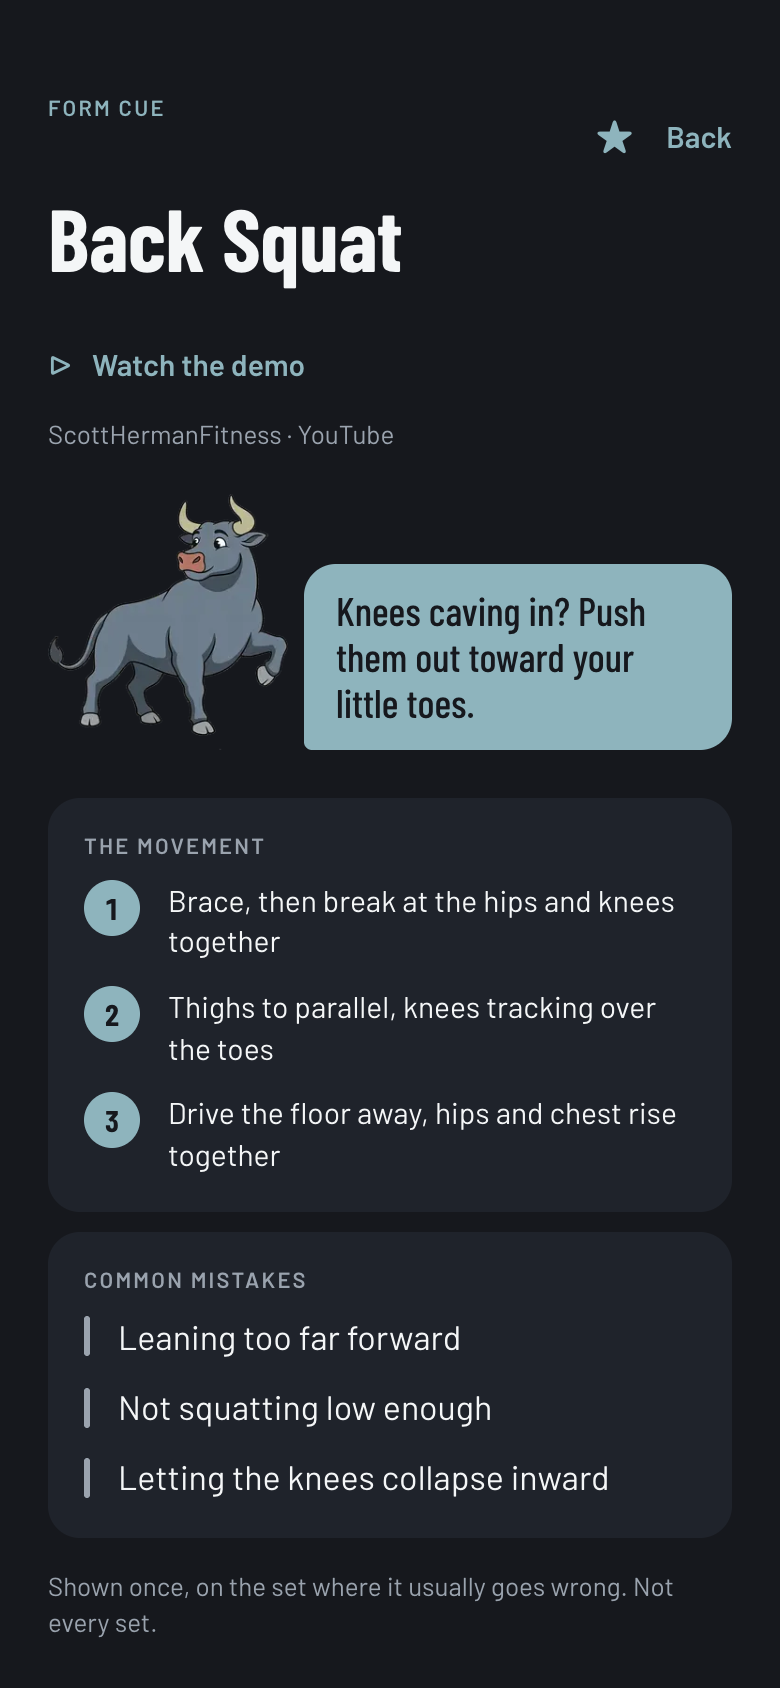 FORM CUE
Back
Back Squat
Watch the demo
ScottHermanFitness · YouTube
Knees caving in? Push
them out toward your
little toes.
THE MOVEMENT
1 Brace, then break at the hips and knees
together
2 Thighs to parallel, knees tracking over
the toes
3 Drive the floor away, hips and chest rise
together
COMMON MISTAKES
Leaning too far forward
Not squatting low enough
Letting the knees collapse inward
Shown once, on the set where it usually goes wrong. Not
every set.